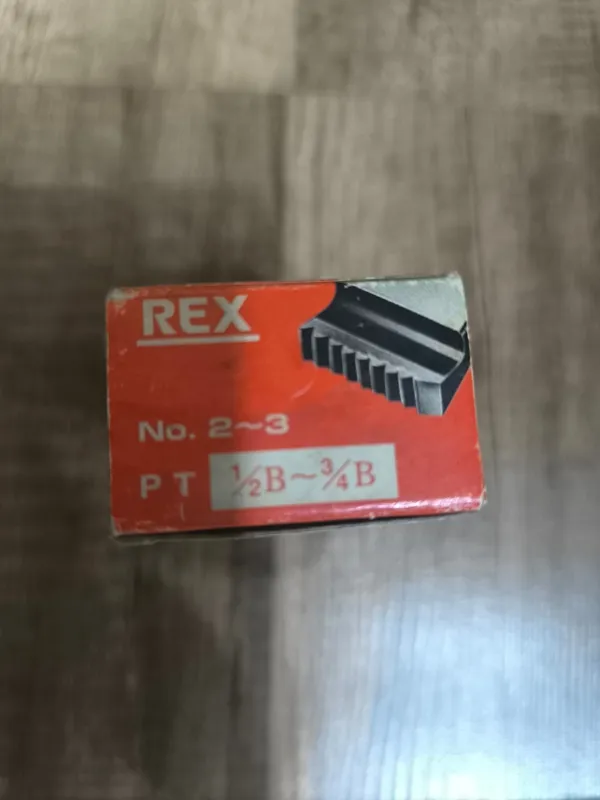 REX
No. 2~3
PT ½B~¾B